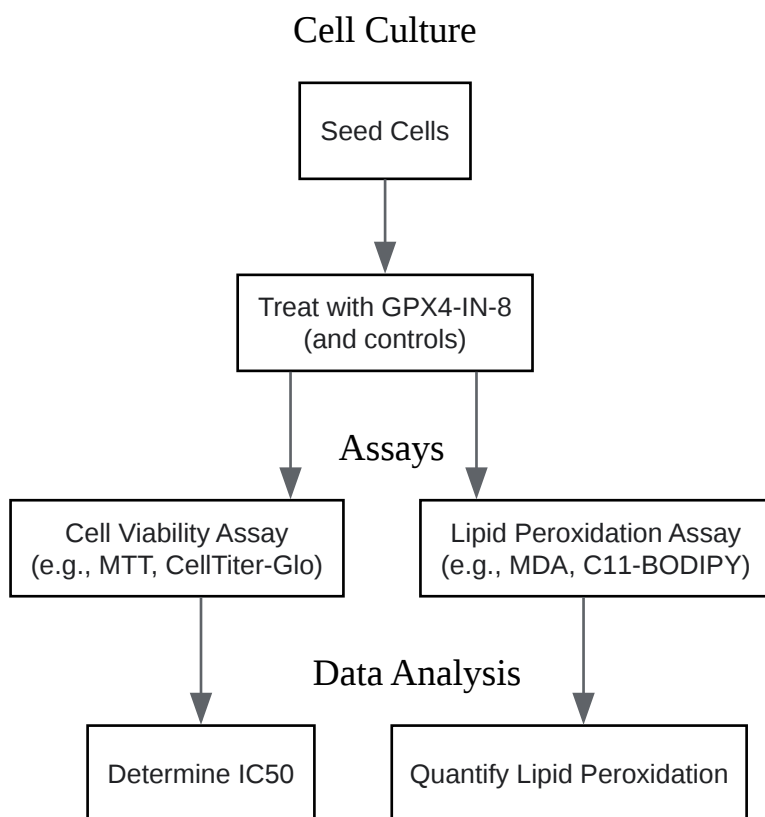 Cell Culture
Seed Cells
Treat with GPX4-IN-8
(and controls)
Assays
Cell Viability Assay
(e.g., MTT, CellTiter-Glo)
Lipid Peroxidation Assay
(e.g., MDA, C11-BODIPY)
Data Analysis
Determine IC50
Quantify Lipid Peroxidation